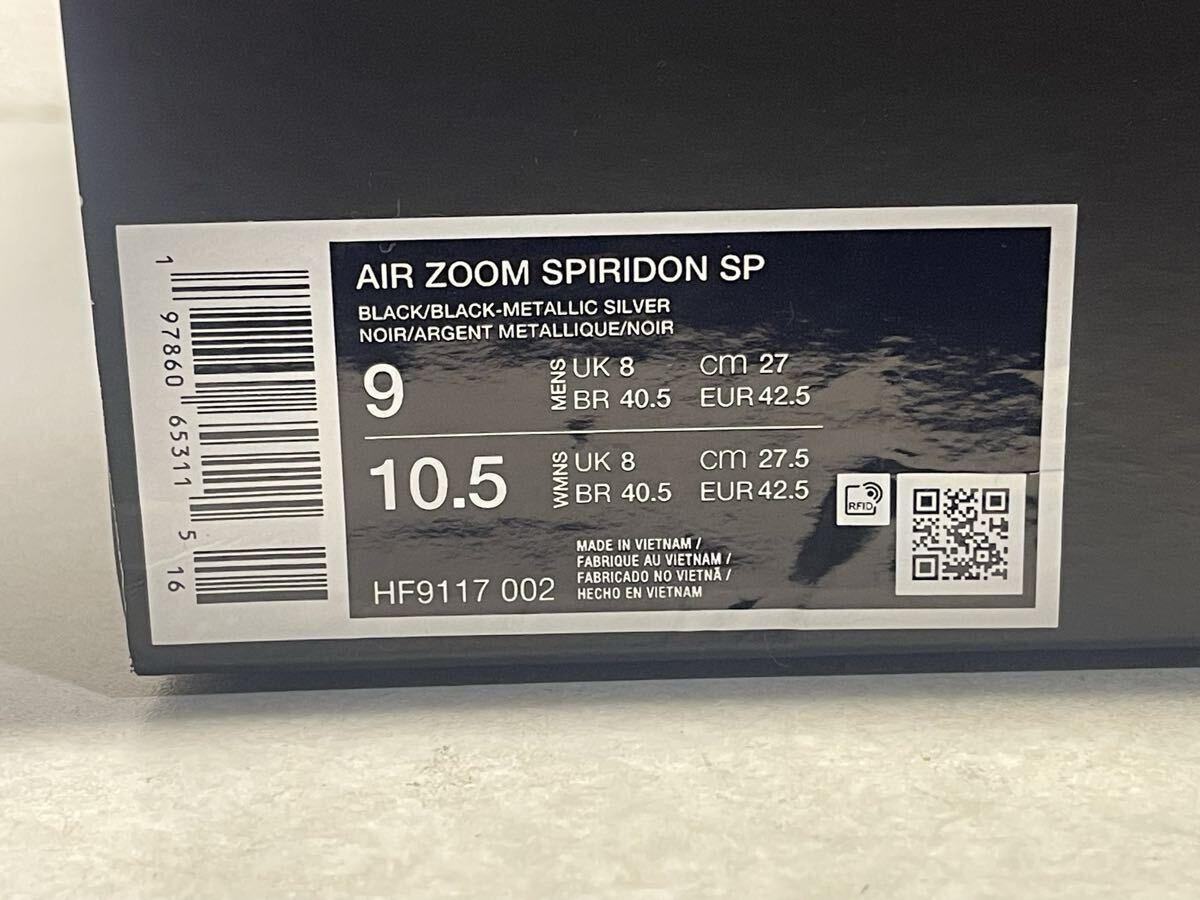 AIR ZOOM SPIRIDON SP
BLACK/BLACK-METALLIC SILVER
NOIR/ARGENT METALLIQUE/NOIR
9
MENS
UK 8 cm 27
BR 40.5 EUR 42.5
10.5
WMNS
UK 8 cm 27.5
BR 40.5 EUR 42.5
RFID
MADE IN VIETNAM /
FABRIQUE AU VIETNAM /
FABRICADO NO VIETNÃ /
HECHO EN VIETNAM
HF9117 002
1 97860 65311 5 16